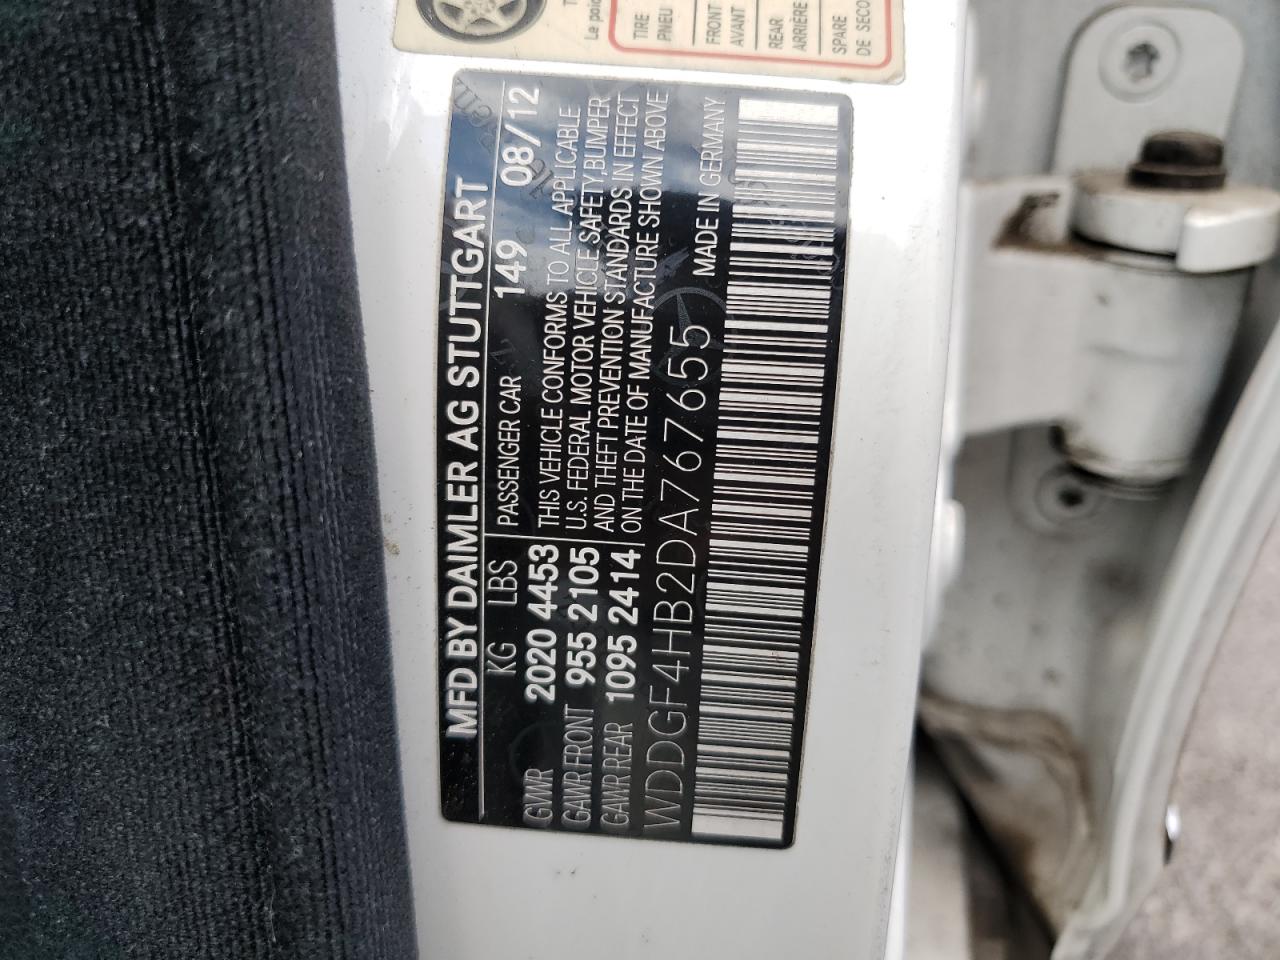 TIRE
PNEU
FRONT
AVANT
REAR
ARRIÈRE
SPARE
DE SECO
MFD BY DAIMLER AG STUTTGART
KG LBS PASSENGER CAR 149 08/12
GVWR 2020 4453 THIS VEHICLE CONFORMS TO ALL APPLICABLE
GAWR FRONT 955 2105 U.S. FEDERAL MOTOR VEHICLE SAFETY,BUMPER
GAWR REAR 1095 2414 AND THEFT PREVENTION STANDARDS IN EFFECT
ON THE DATE OF MANUFACTURE SHOWN ABOVE
WDDGF4HB2DA767655 MADE IN GERMANY